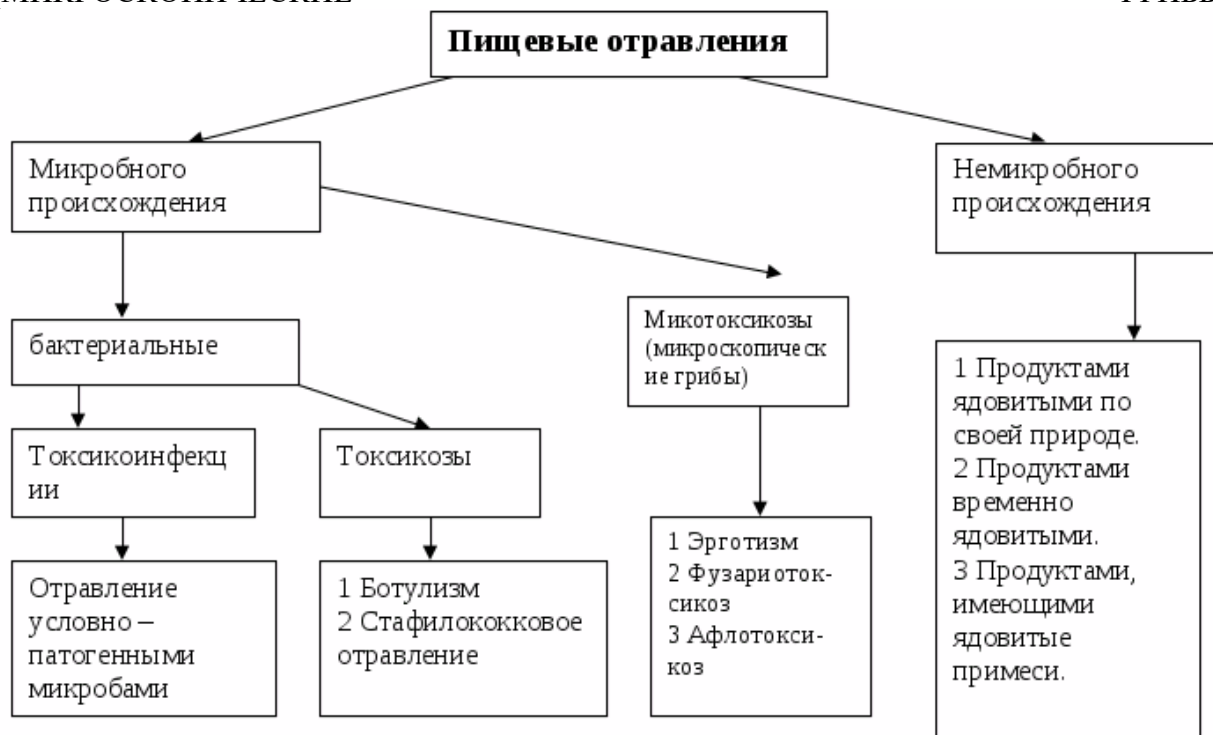 Пищевые отравления
Микробного
происхождения
Немикробного
происхождения
бактериальные
Микотоксикозы
(микроскопическ
ие грибы)
Токсикоинфекц
ии
Токсикозы
Отравление
условно –
патогенными
микробами
1 Ботулизм
2 Стафилококковое
отравление
1 Эрготизм
2 Фузариоток-
сикоз
3 Афлотокси-
коз
1 Продуктами
ядовитыми по
своей природе.
2 Продуктами
временно
ядовитыми.
3 Продуктами,
имеющими
ядовитые
примеси.